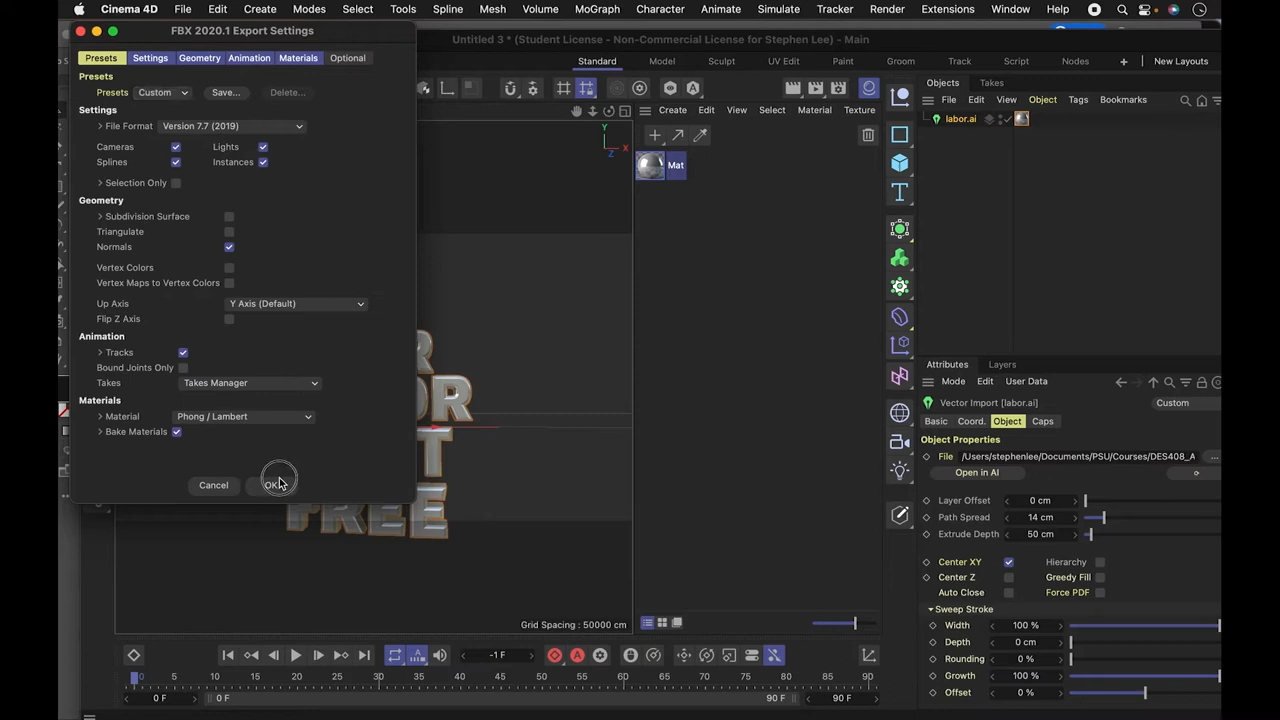 Cinema 4D File Edit Create Modes Select Tools Spline Mesh Volume MoGraph Character Animate Simulate Tracker Render Extensions Window Help
FBX 2020.1 Export Settings
Untitled 3 * (Student License - Non-Commercial License for Stephen Lee) - Main
Presets Settings Geometry Animation Materials Optional
Standard Model Sculpt UV Edit Paint Groom Track Script Nodes New Layouts
Presets
Presets Custom Save... Delete...
Settings
File Format Version 7.7 (2019)
Cameras Lights
Splines Instances
Selection Only
Geometry
Subdivision Surface
Triangulate
Normals
Vertex Colors
Vertex Maps to Vertex Colors
Up Axis Y Axis (Default)
Flip Z Axis
Animation
Tracks
Bound Joints Only
Takes Takes Manager
Materials
Material Phong / Lambert
Bake Materials
Cancel OK
Create Edit View Select Material Texture
Mat
Y
X
Z
R
OR
T
FREE
Grid Spacing : 50000 cm
Objects Takes
File Edit View Object Tags Bookmarks
labor.ai
Attributes Layers
Mode Edit User Data
Vector Import [labor.ai] Custom
Basic Coord. Object Caps
Object Properties
File /Users/stephenlee/Documents/PSU/Courses/DES408_A ...
Open in AI
Layer Offset 0 cm
Path Spread 14 cm
Extrude Depth 50 cm
Center XY Hierarchy
Center Z Greedy Fill
Auto Close Force PDF
Sweep Stroke
Width 100 %
Depth 0 cm
Rounding 0 %
Growth 100 %
Offset 0 %
-1 F
0 5 10 15 20 25 30 35 40 45 50 55 60 65 70 75 80 85 90
0 F 90 F 90 F